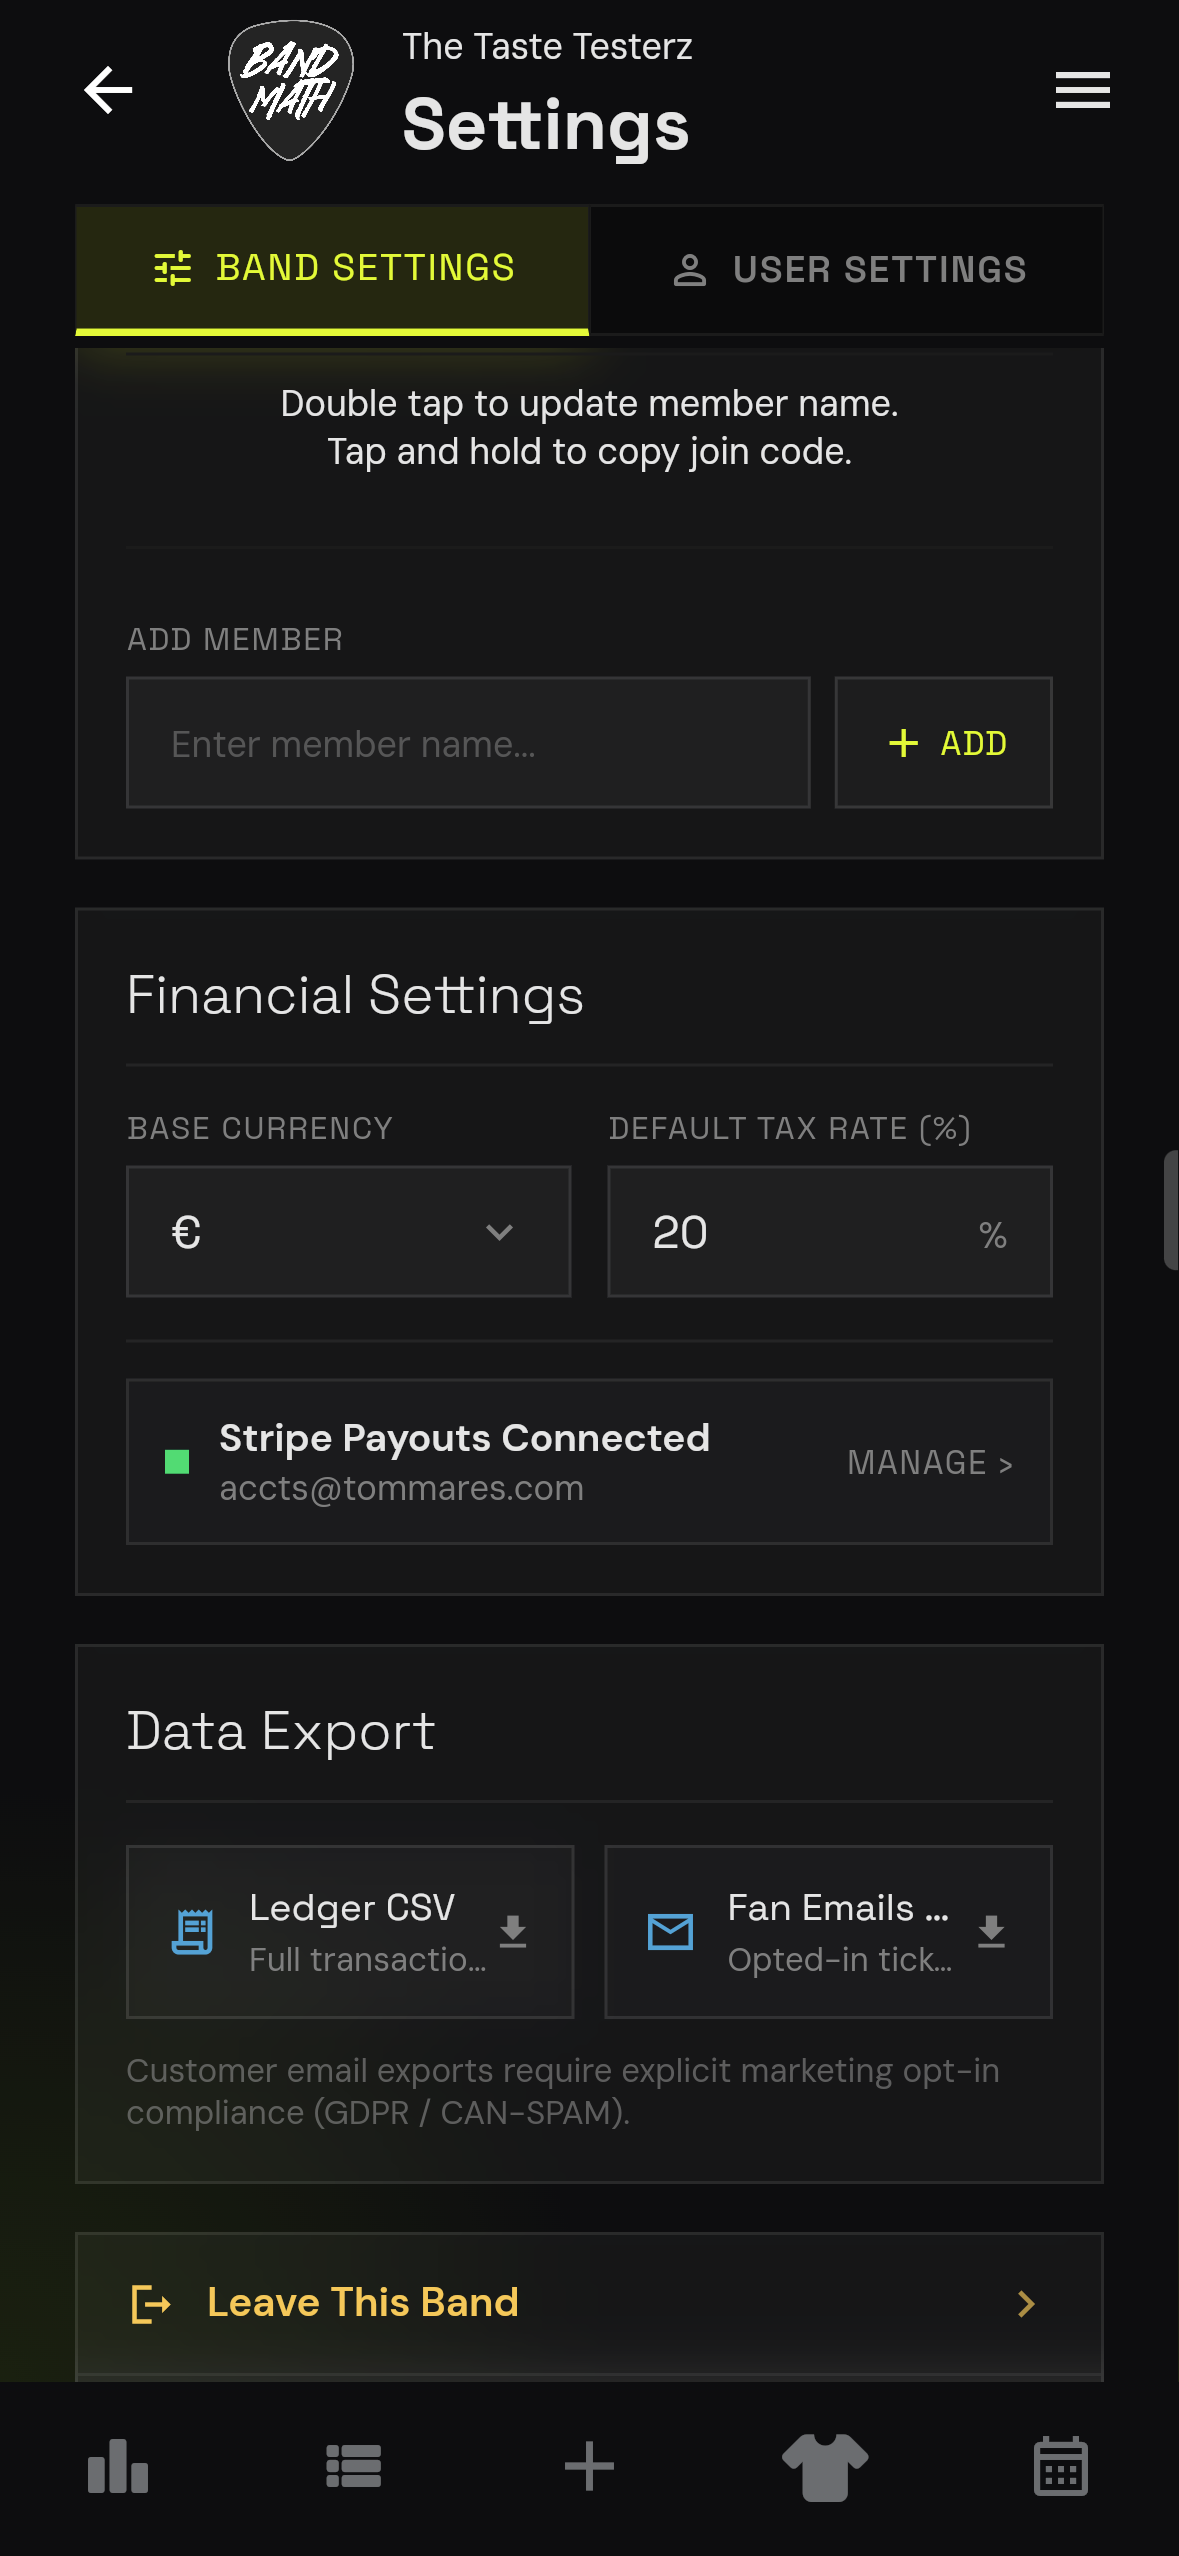 BAND
MATH
The Taste Testerz
Settings
BAND SETTINGS
USER SETTINGS
Double tap to update member name.
Tap and hold to copy join code.
ADD MEMBER
Enter member name...
+ ADD
Financial Settings
BASE CURRENCY
DEFAULT TAX RATE (%)
€
20
%
Stripe Payouts Connected
accts@tommares.com
MANAGE >
Data Export
Ledger CSV
Full transactio...
Fan Emails ...
Opted-in tick...
Customer email exports require explicit marketing opt-in
compliance (GDPR / CAN-SPAM).
Leave This Band